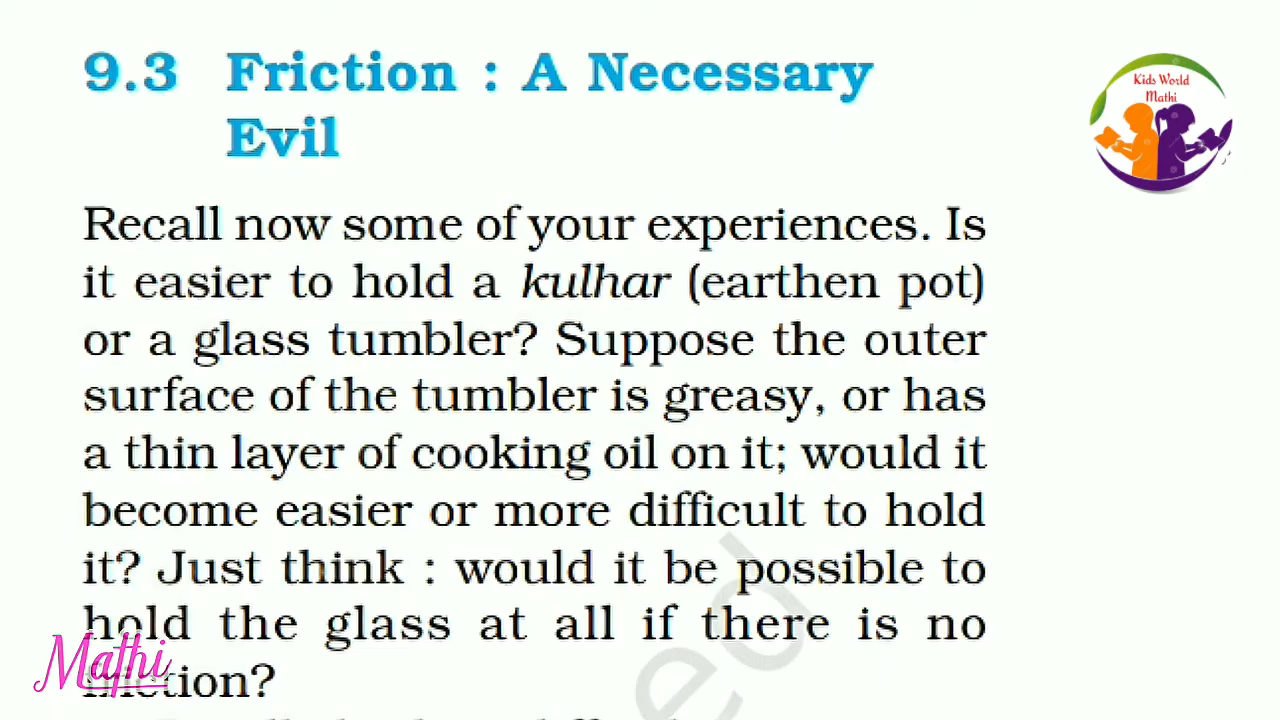 9.3 Friction : A Necessary
Evil
Kids World
Mathi
Recall now some of your experiences. Is
it easier to hold a kulhar (earthen pot)
or a glass tumbler? Suppose the outer
surface of the tumbler is greasy, or has
a thin layer of cooking oil on it; would it
become easier or more difficult to hold
it? Just think : would it be possible to
hold the glass at all if there is no
friction?
Mathi
ed